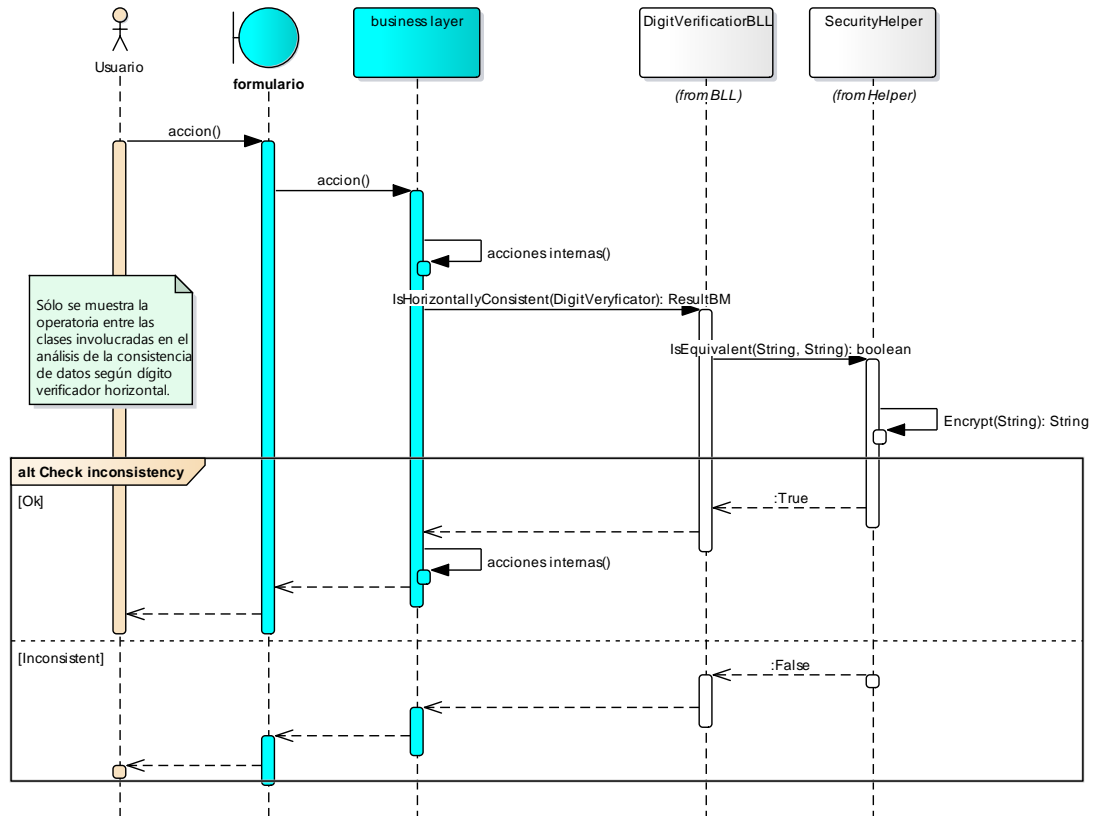 Usuario
formulario
business layer
DigitVerificatiorBLL
(from BLL)
SecurityHelper
(from Helper)
accion()
accion()
acciones internas()
IsHorizontallyConsistent(DigitVeryficator): ResultBM
IsEquivalent(String, String): boolean
Encrypt(String): String
Sólo se muestra la
operatoria entre las
clases involucradas en el
análisis de la consistencia
de datos según dígito
verificador horizontal.
alt Check inconsistency
[Ok]
:True
acciones internas()
[Inconsistent]
:False